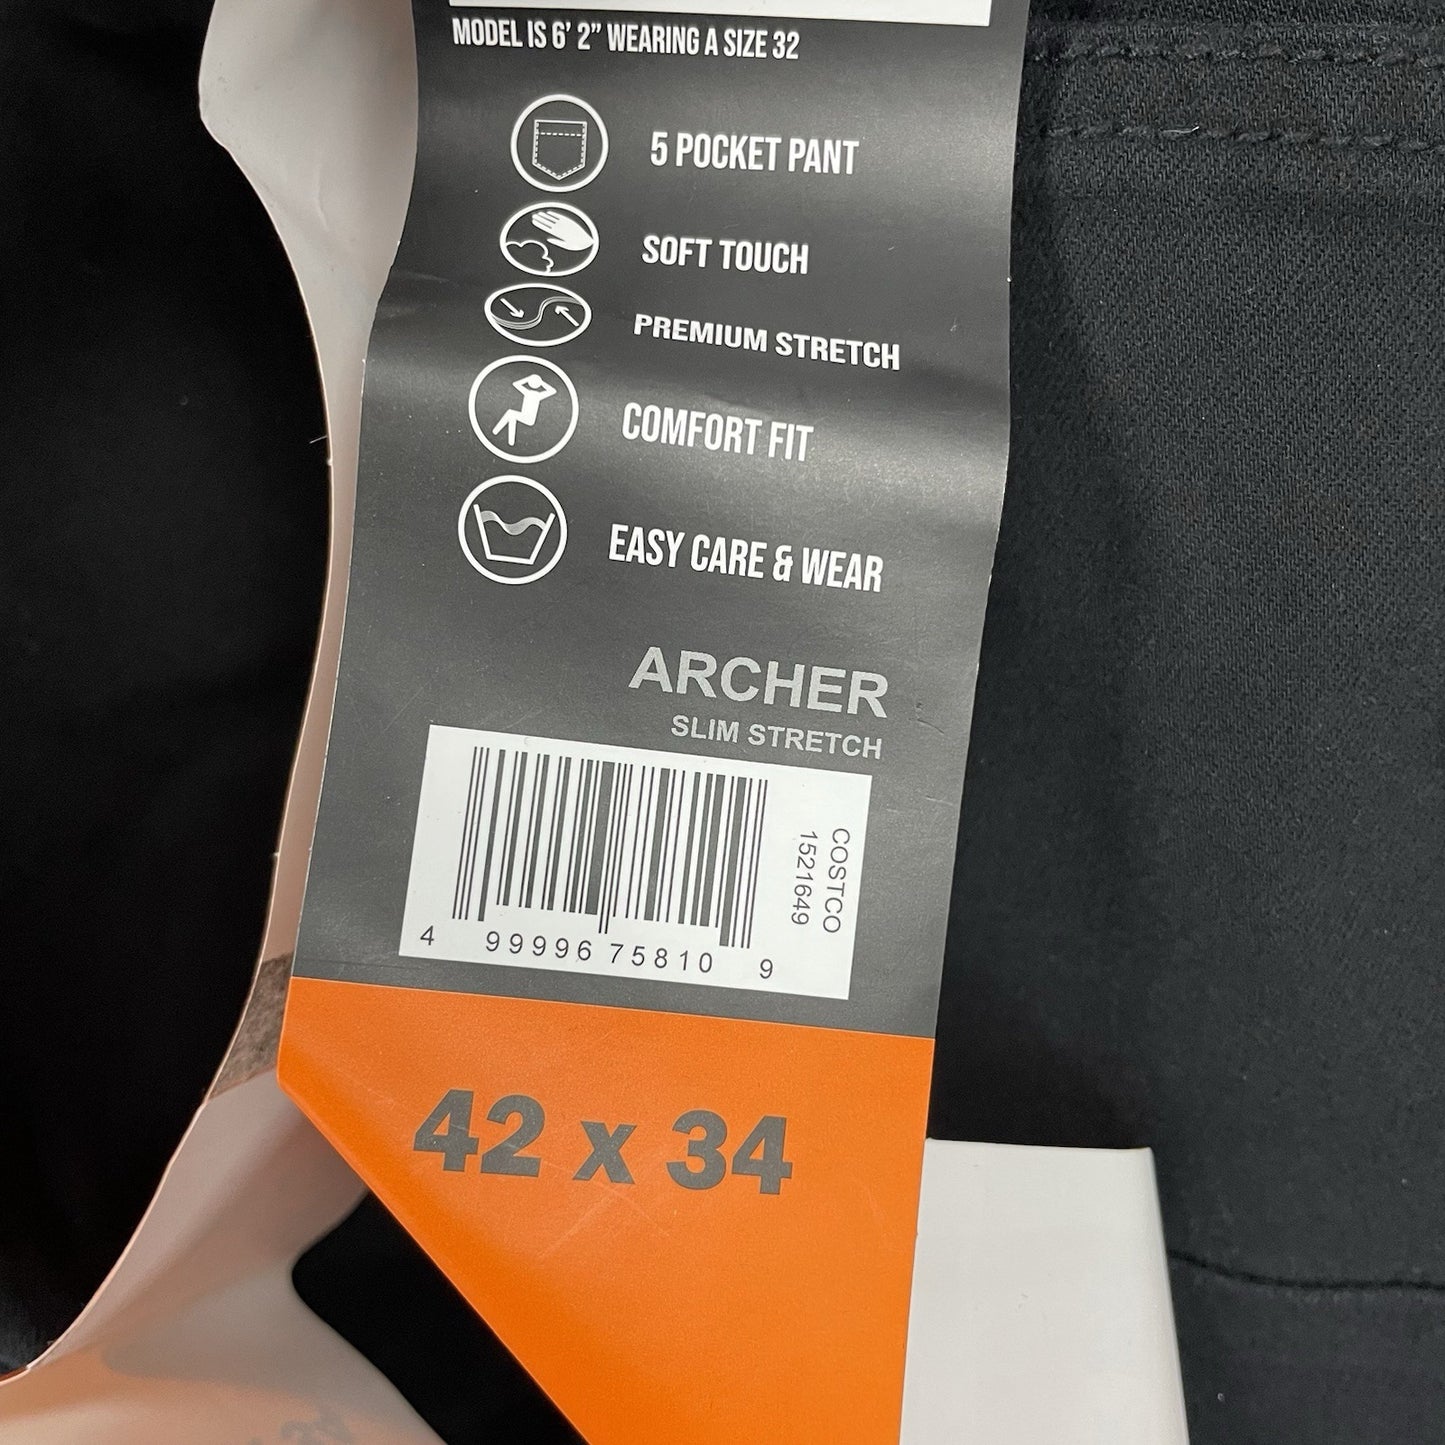 MODEL IS 6' 2" WEARING A SIZE 32
5 POCKET PANT
SOFT TOUCH
PREMIUM STRETCH
COMFORT FIT
EASY CARE & WEAR
ARCHER
SLIM STRETCH
COSTCO
1521649
4 99996 75810 9
42 x 34